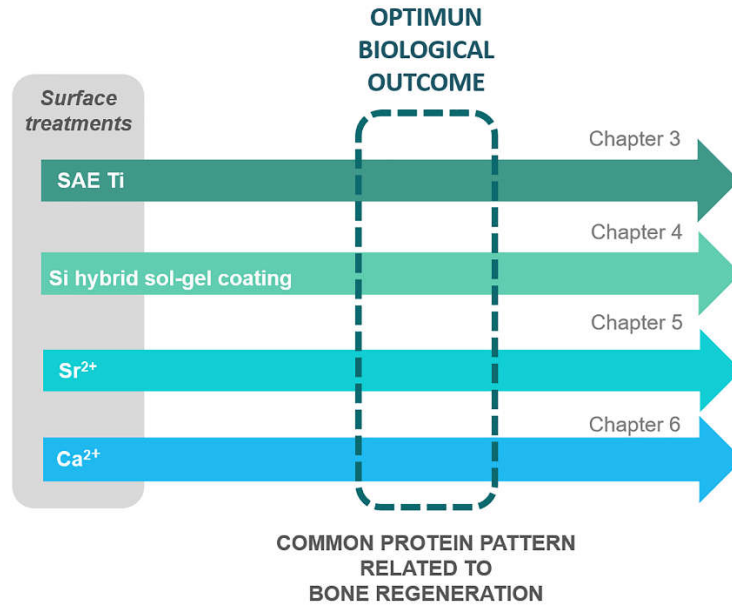 OPTIMUN
BIOLOGICAL
OUTCOME
Surface
treatments
Chapter 3
SAE Ti
Chapter 4
Si hybrid sol-gel coating
Chapter 5
Sr²⁺
Chapter 6
Ca²⁺
COMMON PROTEIN PATTERN
RELATED TO
BONE REGENERATION